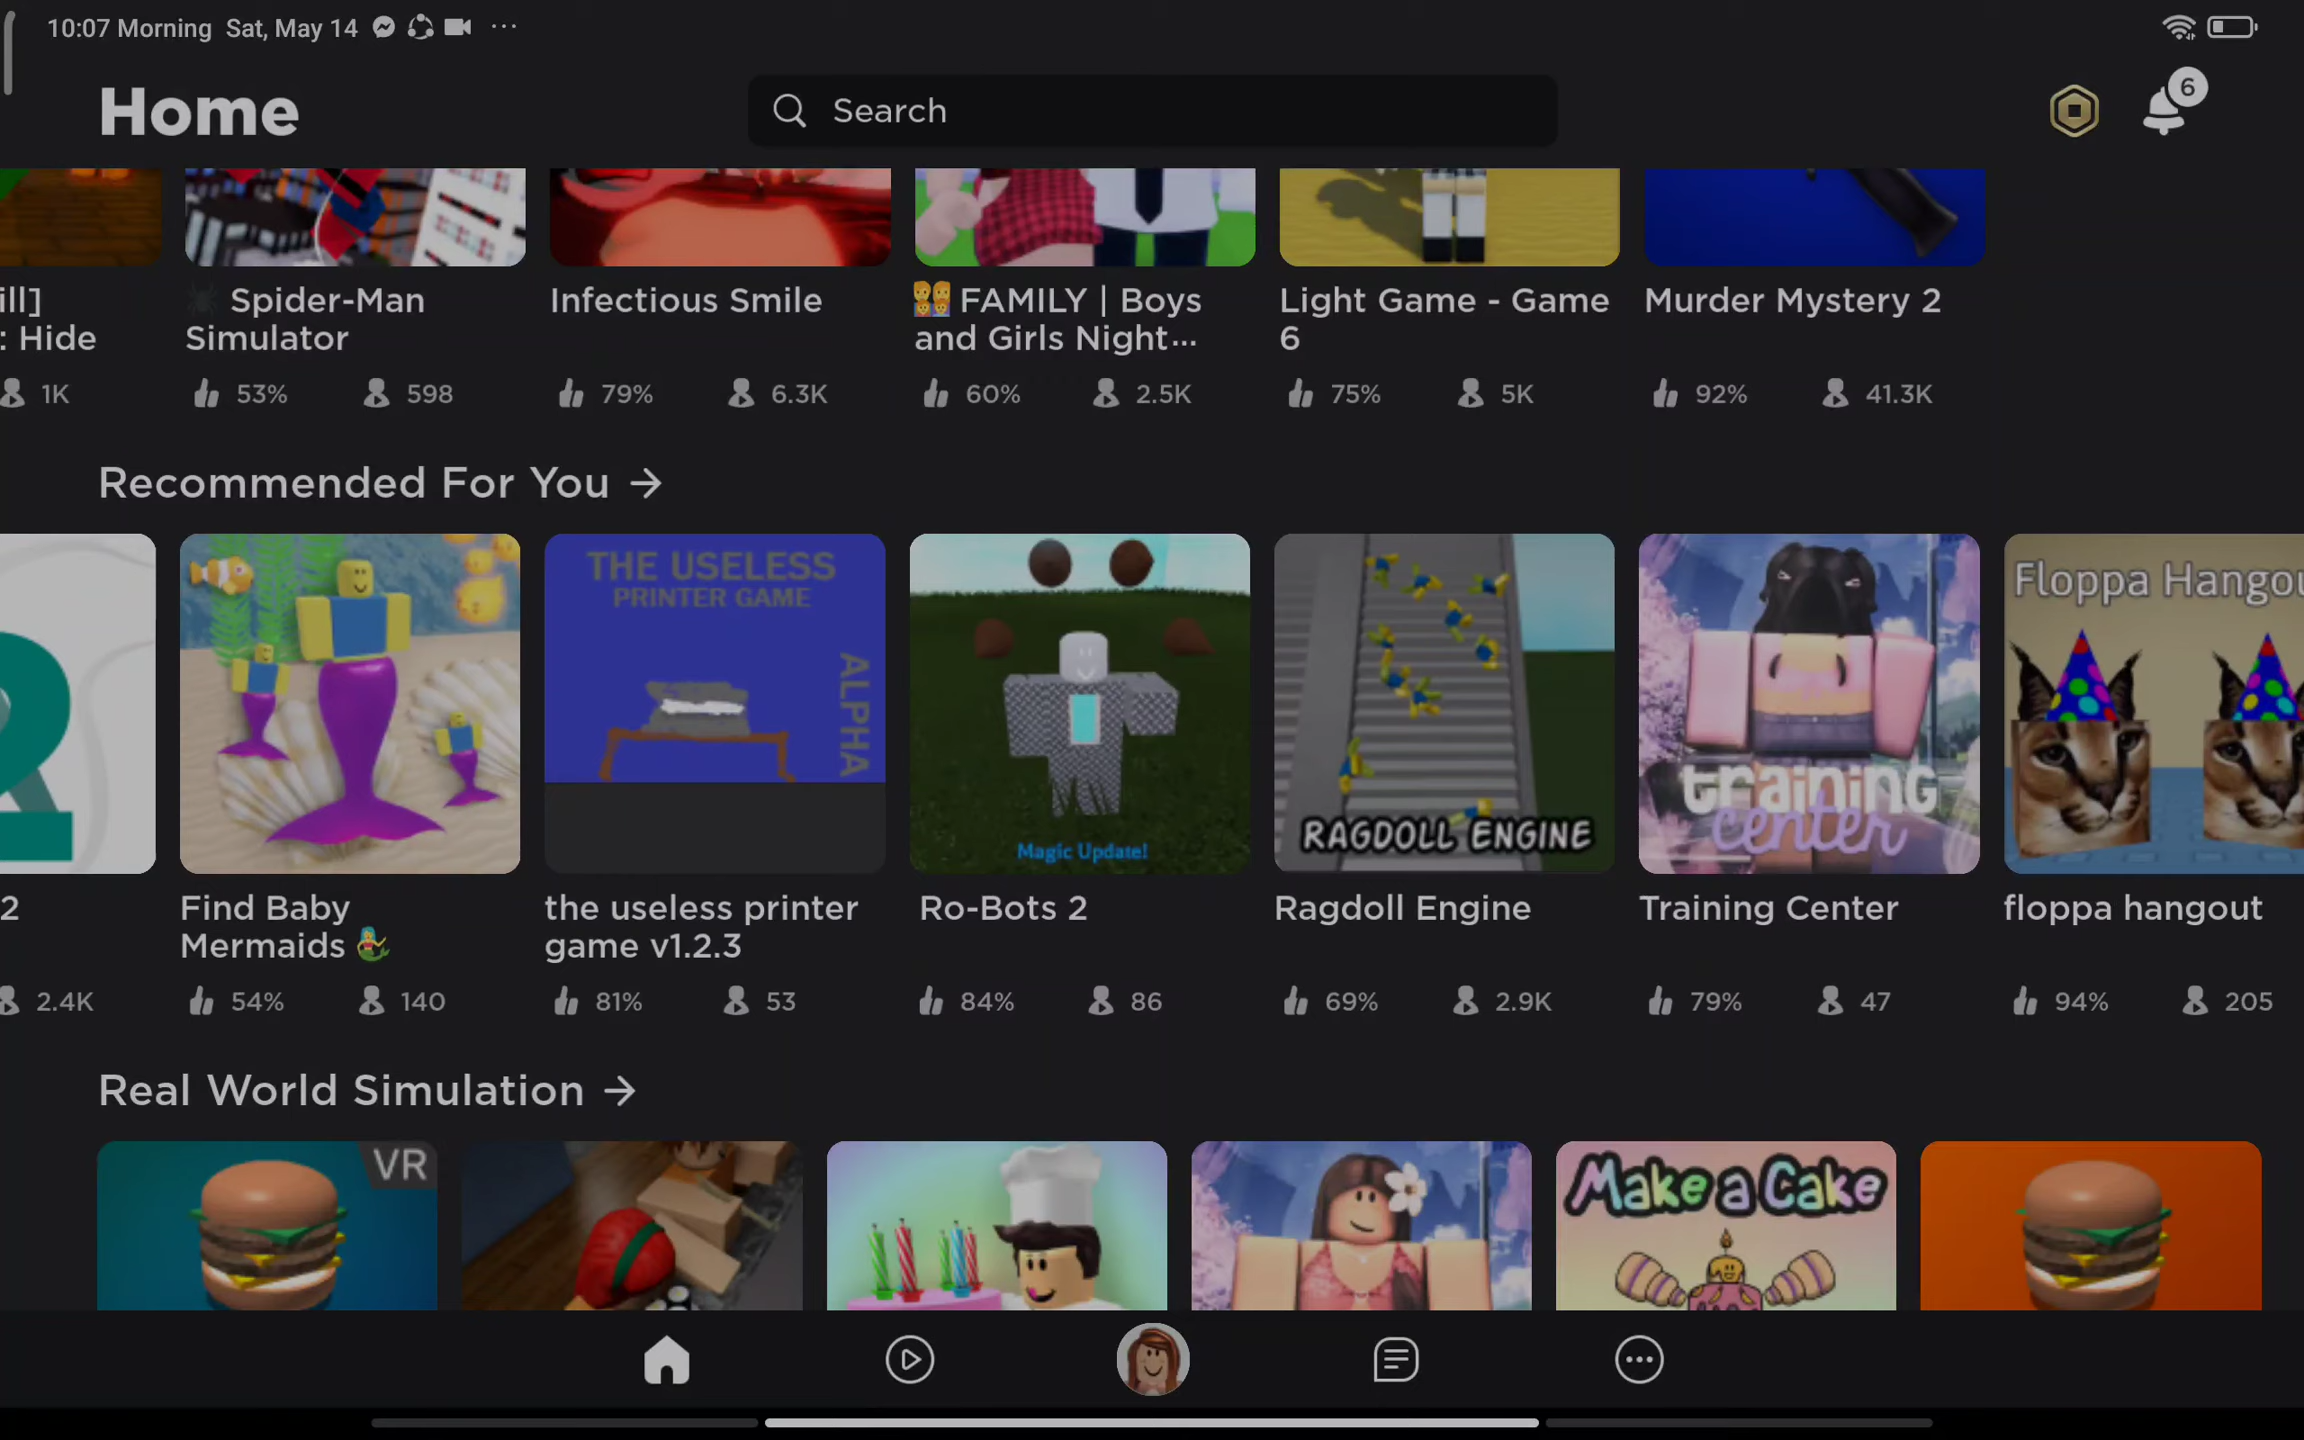 10:07 Morning Sat, May 14 ...
Home
Search
6
ill]
: Hide
1K
Spider-Man
Simulator
53% 598
Infectious Smile
79% 6.3K
FAMILY | Boys
and Girls Night...
60% 2.5K
Light Game - Game
6
75% 5K
Murder Mystery 2
92% 41.3K
Recommended For You →
2
2
2.4K
Find Baby
Mermaids
54% 140
THE USELESS
PRINTER GAME
ALPHA
the useless printer
game v1.2.3
81% 53
Magic Update!
Ro-Bots 2
84% 86
RAGDOLL ENGINE
Ragdoll Engine
69% 2.9K
training
center
Training Center
79% 47
Floppa Hangou
floppa hangout
94% 205
Real World Simulation →
VR
Make a Cake